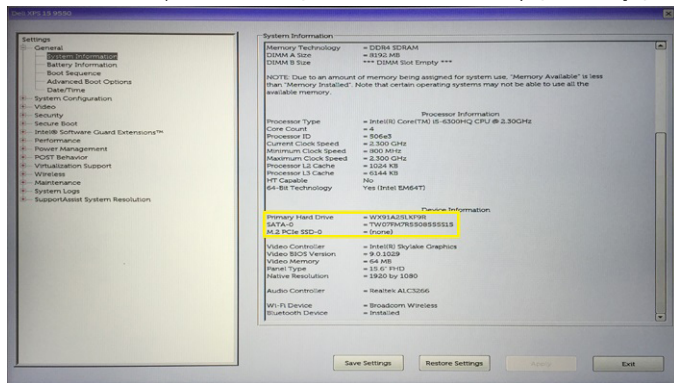 Dell XPS 15 9550
Settings
General
System Information
Battery Information
Boot Sequence
Advanced Boot Options
Date/Time
System Configuration
Video
Security
Secure Boot
Intel® Software Guard Extensions™
Performance
Power Management
POST Behavior
Virtualization Support
Wireless
Maintenance
System Logs
SupportAssist System Resolution
System Information
Memory Technology = DDR4 SDRAM
DIMM A Size = 8192 MB
DIMM B Size *** DIMM Slot Empty ***
NOTE: Due to an amount of memory being assigned for system use, "Memory Available" is less
than "Memory Installed". Note that certain operating systems may not be able to use all the
available memory.
Processor Information
Processor Type = Intel(R) Core(TM) i5-6300HQ CPU @ 2.30GHz
Core Count = 4
Processor ID = 506e3
Current Clock Speed = 2.300 GHz
Minimum Clock Speed = 800 MHz
Maximum Clock Speed = 2.300 GHz
Processor L2 Cache = 1024 KB
Processor L3 Cache = 6144 KB
HT Capable No
64-Bit Technology Yes (Intel EM64T)
Device Information
Primary Hard Drive
SATA-0
M.2 PCIe SSD-0 = (none)
Video Controller = Intel(R) Skylake Graphics
Video BIOS Version = 9.0.1029
Video Memory = 64 MB
Panel Type = 15.6" FHD
Native Resolution = 1920 by 1080
Audio Controller = Realtek ALC3266
Wi-Fi Device = Broadcom Wireless
Bluetooth Device = Installed
Save Settings
Restore Settings
Apply
Exit